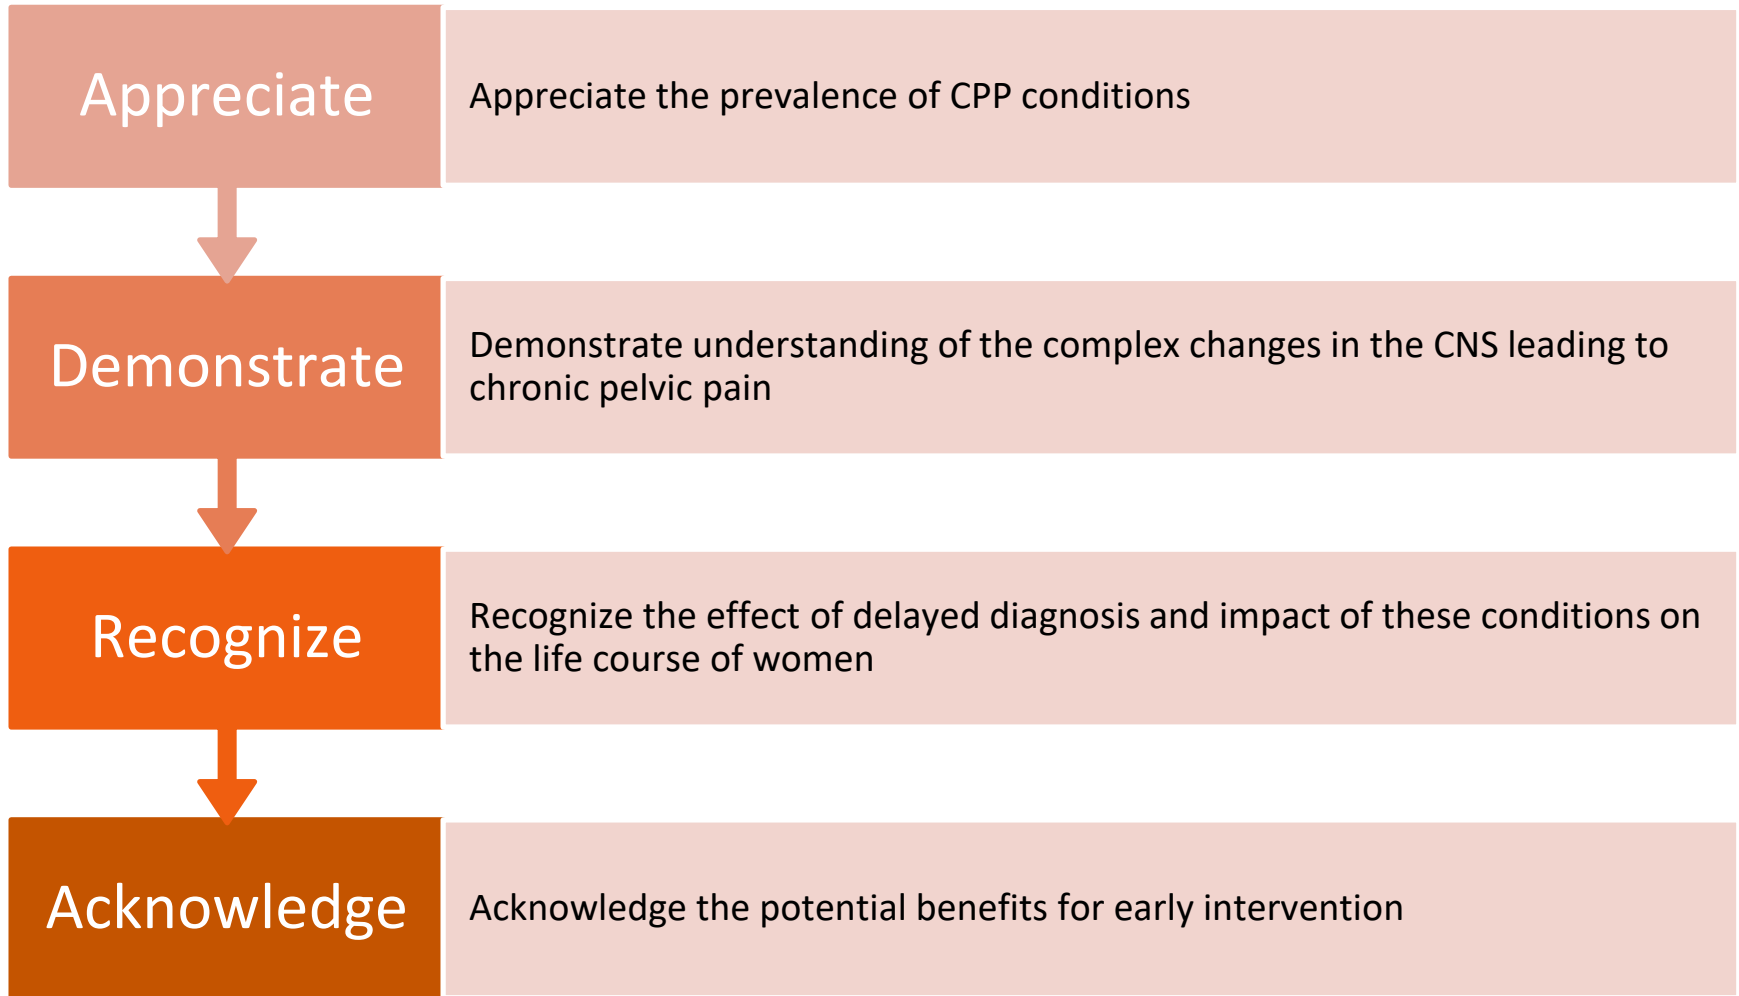 Appreciate
Appreciate the prevalence of CPP conditions
Demonstrate
Demonstrate understanding of the complex changes in the CNS leading to
chronic pelvic pain
Recognize
Recognize the effect of delayed diagnosis and impact of these conditions on
the life course of women
Acknowledge
Acknowledge the potential benefits for early intervention